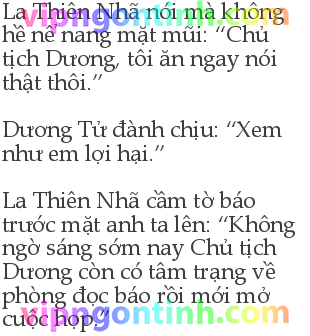 La Thiên Nhã nói mà không
hề nể nang mặt mũi: “Chủ
tịch Dương, tôi ăn ngay nói
thật thôi.”

Dương Tử đành chịu: “Xem
như em lợi hại.”

La Thiên Nhã cầm tờ báo
trước mặt anh ta lên: “Không
ngờ sáng sớm nay Chủ tịch
Dương còn có tâm trạng về
phòng đọc báo rồi mới mở
cuộc họp.”
vipngontinh.com
vipngontinh.com